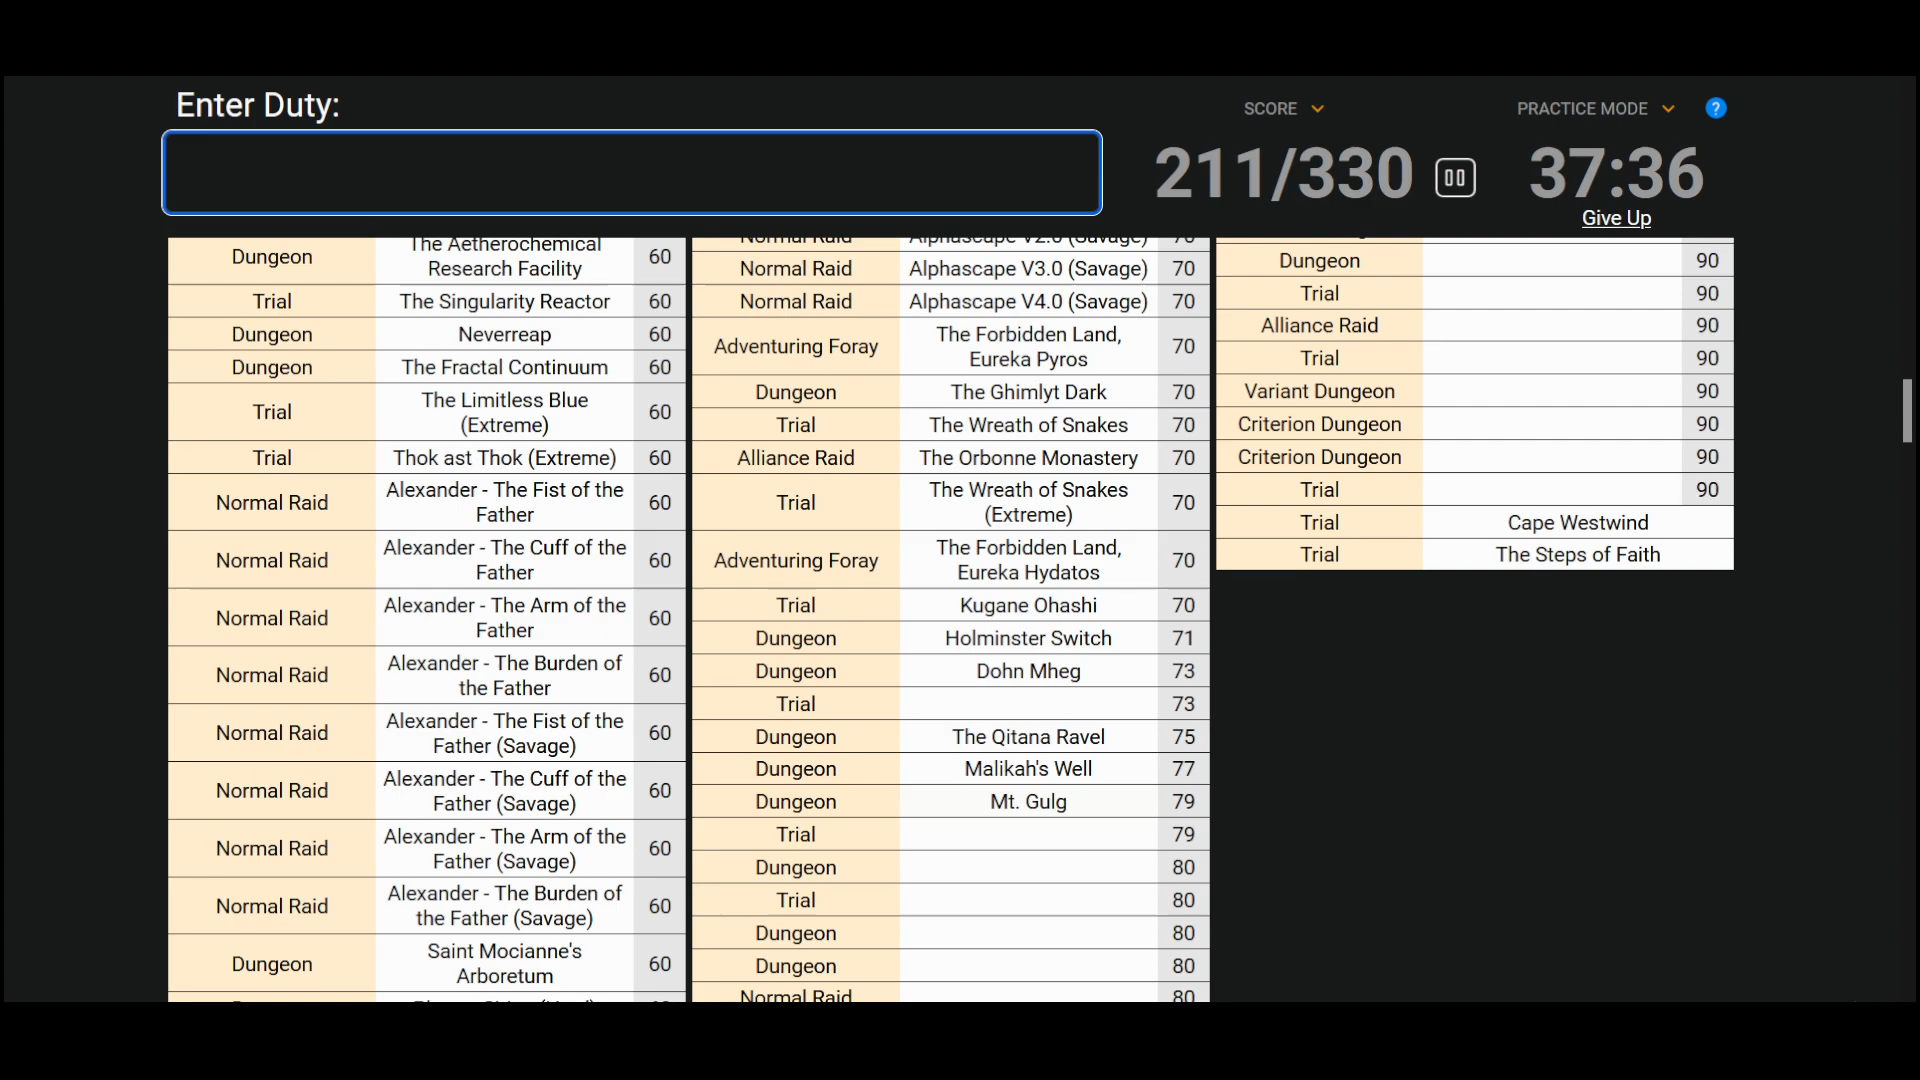 Enter Duty:
SCORE
PRACTICE MODE
?
211/330
37:36
Give Up
Dungeon
The Aetherochemical
Research Facility
60
Trial The Singularity Reactor 60
Dungeon Neverreap 60
Dungeon The Fractal Continuum 60
Trial
The Limitless Blue
(Extreme)
60
Trial Thok ast Thok (Extreme) 60
Normal Raid
Alexander - The Fist of the
Father
60
Normal Raid
Alexander - The Cuff of the
Father
60
Normal Raid
Alexander - The Arm of the
Father
60
Normal Raid
Alexander - The Burden of
the Father
60
Normal Raid
Alexander - The Fist of the
Father (Savage)
60
Normal Raid
Alexander - The Cuff of the
Father (Savage)
60
Normal Raid
Alexander - The Arm of the
Father (Savage)
60
Normal Raid
Alexander - The Burden of
the Father (Savage)
60
Dungeon
Saint Mocianne's
Arboretum
60
Normal Raid Alphascape V2.0 (Savage) 70
Normal Raid Alphascape V3.0 (Savage) 70
Normal Raid Alphascape V4.0 (Savage) 70
Adventuring Foray
The Forbidden Land,
Eureka Pyros
70
Dungeon The Ghimlyt Dark 70
Trial The Wreath of Snakes 70
Alliance Raid The Orbonne Monastery 70
Trial
The Wreath of Snakes
(Extreme)
70
Adventuring Foray
The Forbidden Land,
Eureka Hydatos
70
Trial Kugane Ohashi 70
Dungeon Holminster Switch 71
Dungeon Dohn Mheg 73
Trial 73
Dungeon The Qitana Ravel 75
Dungeon Malikah's Well 77
Dungeon Mt. Gulg 79
Trial 79
Dungeon 80
Trial 80
Dungeon 80
Dungeon 80
Normal Raid 80
Dungeon 90
Trial 90
Alliance Raid 90
Trial 90
Variant Dungeon 90
Criterion Dungeon 90
Criterion Dungeon 90
Trial 90
Trial Cape Westwind
Trial The Steps of Faith